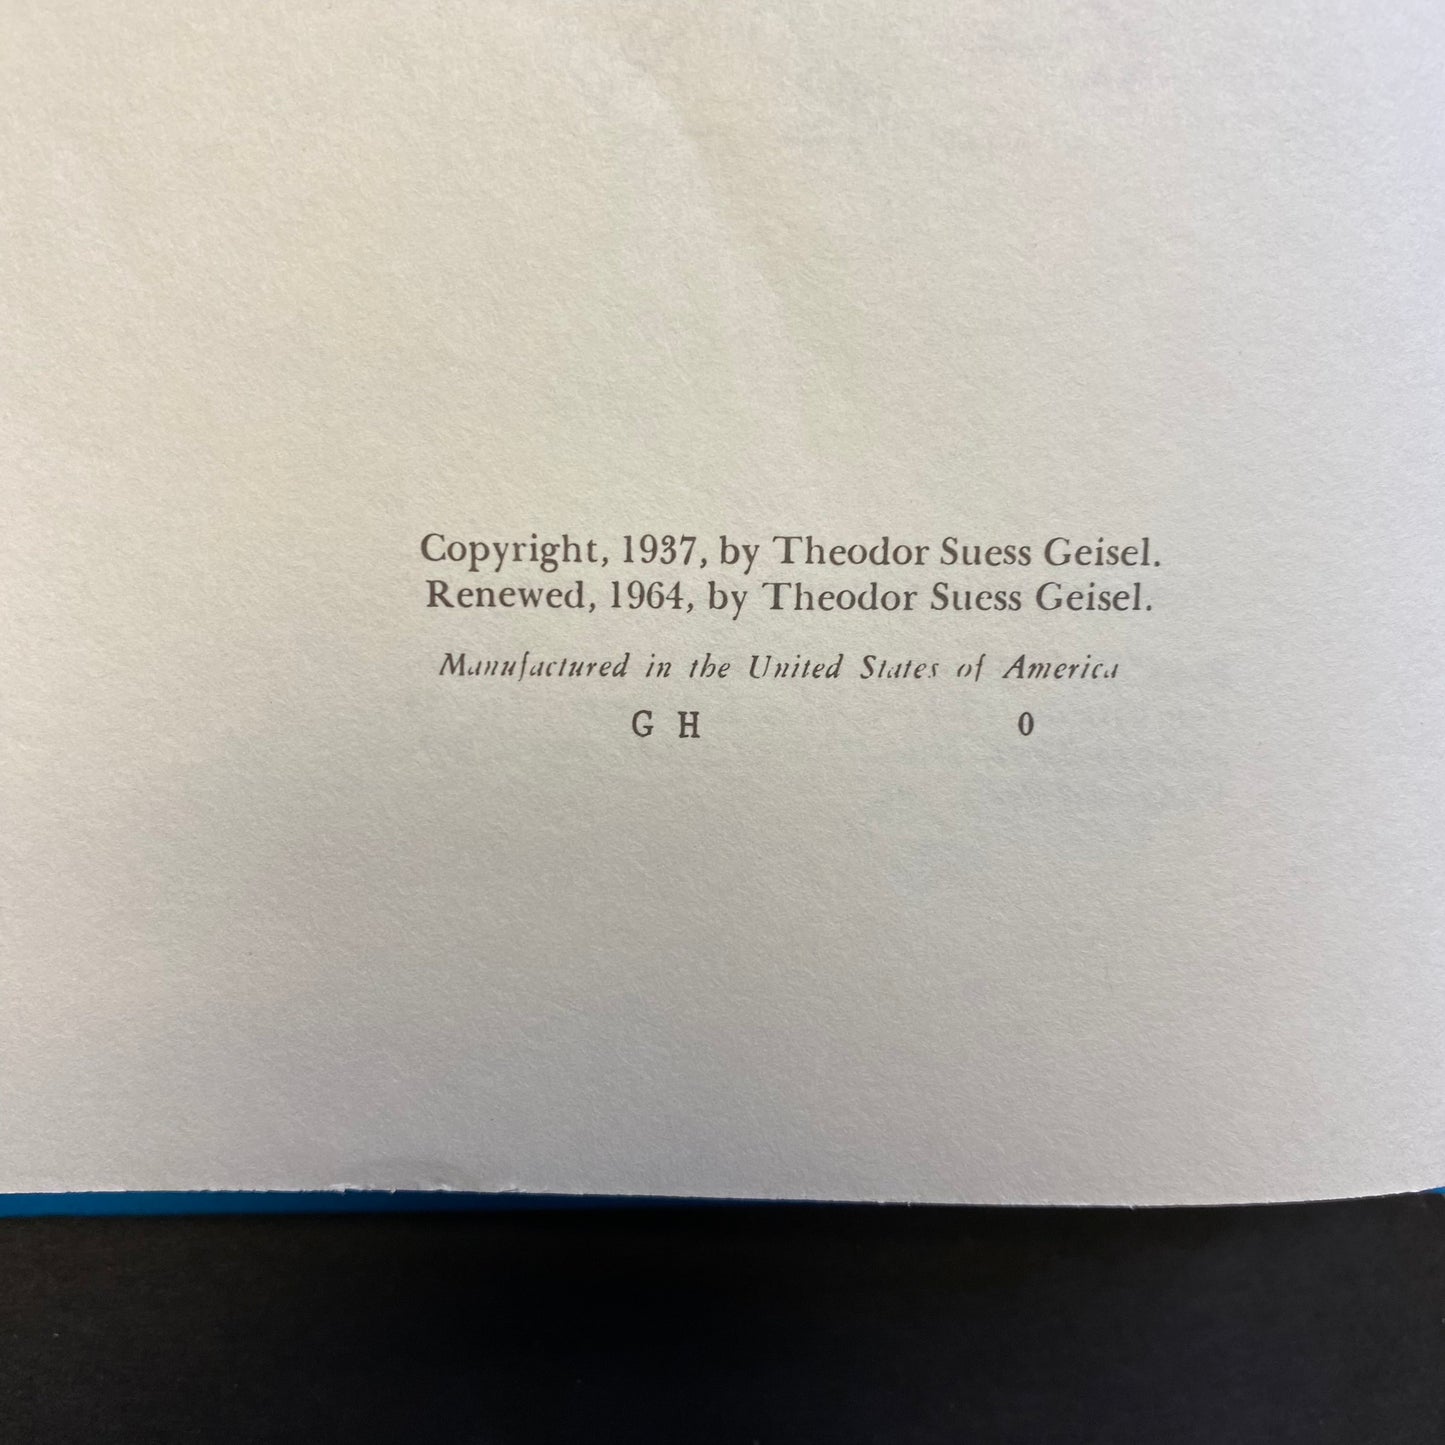 Copyright, 1937, by Theodor Suess Geisel.
Renewed, 1964, by Theodor Suess Geisel.
Manufactured in the United States of America
G H 0